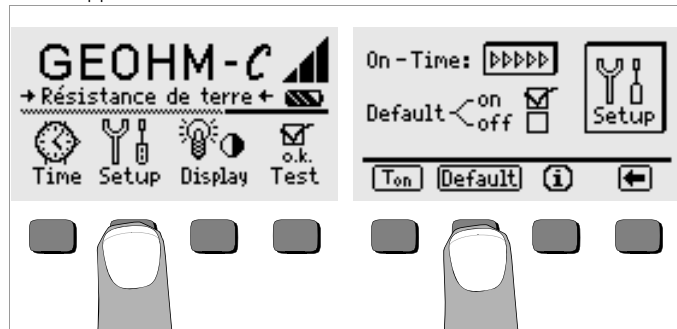 GEOHM-C
Résistance de terre
Time Setup Display o.k. Test
On-Time:
Default on
off
Setup
Ton Default i